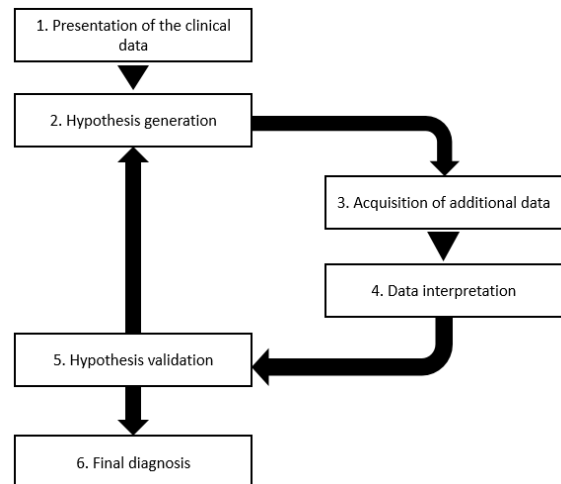 1. Presentation of the clinical
data
2. Hypothesis generation
3. Acquisition of additional data
4. Data interpretation
5. Hypothesis validation
6. Final diagnosis